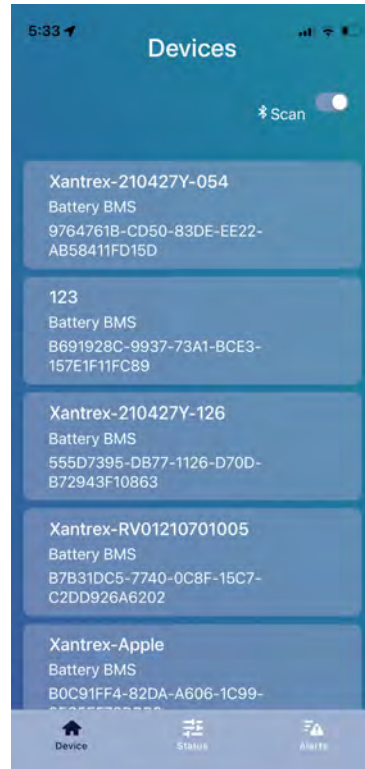 5:33
Devices
Scan
Xantrex-210427Y-054
Battery BMS
9764761B-CD50-83DE-EE22-
AB58411FD15D
123
Battery BMS
B691928C-9937-73A1-BCE3-
157E1F11FC89
Xantrex-210427Y-126
Battery BMS
555D7395-DB77-1126-D70D-
B72943F10863
Xantrex-RV01210701005
Battery BMS
B7B31DC5-7740-0C8F-15C7-
C2DD926A6202
Xantrex-Apple
Battery BMS
B0C91FF4-82DA-A606-1C99-
Device
Status
Alerts